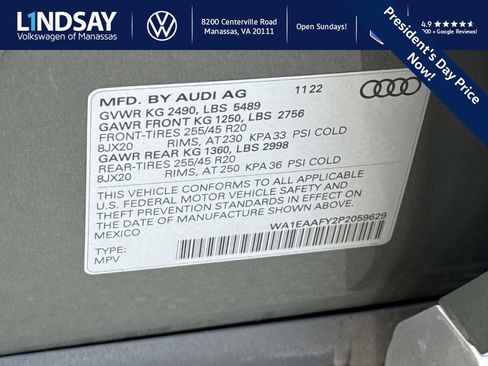 LINDSAY
Volkswagen of Manassas
8200 Centerville Road
Manassas, VA 20111
Open Sundays!
4.9 ★★★★★
+ Google Reviews!
President's Day Price
Now!
MFD. BY AUDI AG 11 22
GVWR KG 2490, LBS 5489
GAWR FRONT KG 1250, LBS 2756
FRONT-TIRES 255/45 R20
8JX20 RIMS, AT 230 KPA 33 PSI COLD
GAWR REAR KG 1360, LBS 2998
REAR-TIRES 255/45 R20
8JX20 RIMS, AT 250 KPA 36 PSI COLD
THIS VEHICLE CONFORMS TO ALL APPLICABLE
U.S. FEDERAL MOTOR VEHICLE SAFETY AND
THEFT PREVENTION STANDARDS IN EFFECT ON
THE DATE OF MANUFACTURE SHOWN ABOVE.
MEXICO
WA1EAAFY2P2059629
TYPE:
MPV